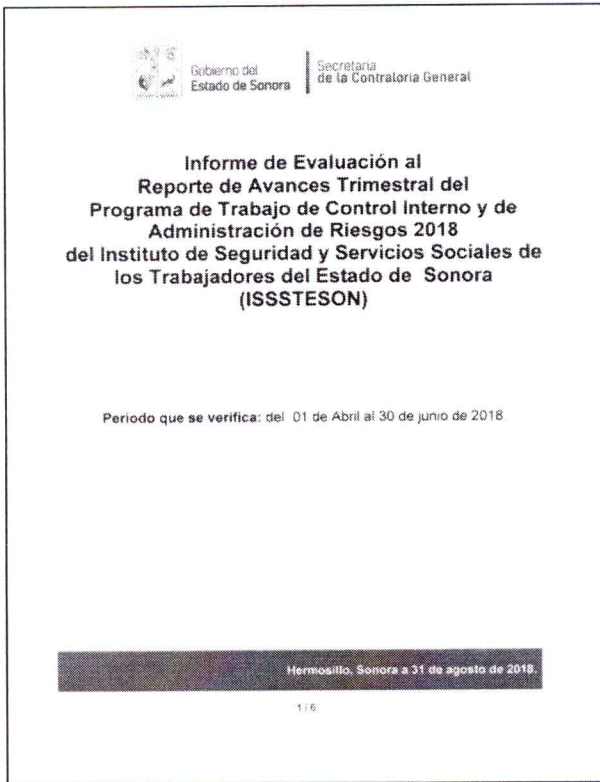 Gobierno del
Estado de Sonora
Secretaría
de la Contraloría General
Informe de Evaluación al
Reporte de Avances Trimestral del
Programa de Trabajo de Control Interno y de
Administración de Riesgos 2018
del Instituto de Seguridad y Servicios Sociales de
los Trabajadores del Estado de Sonora
(ISSSTESON)
Periodo que se verifica: del 01 de Abril al 30 de junio de 2018
Hermosillo, Sonora a 31 de agosto de 2018.
1 / 6